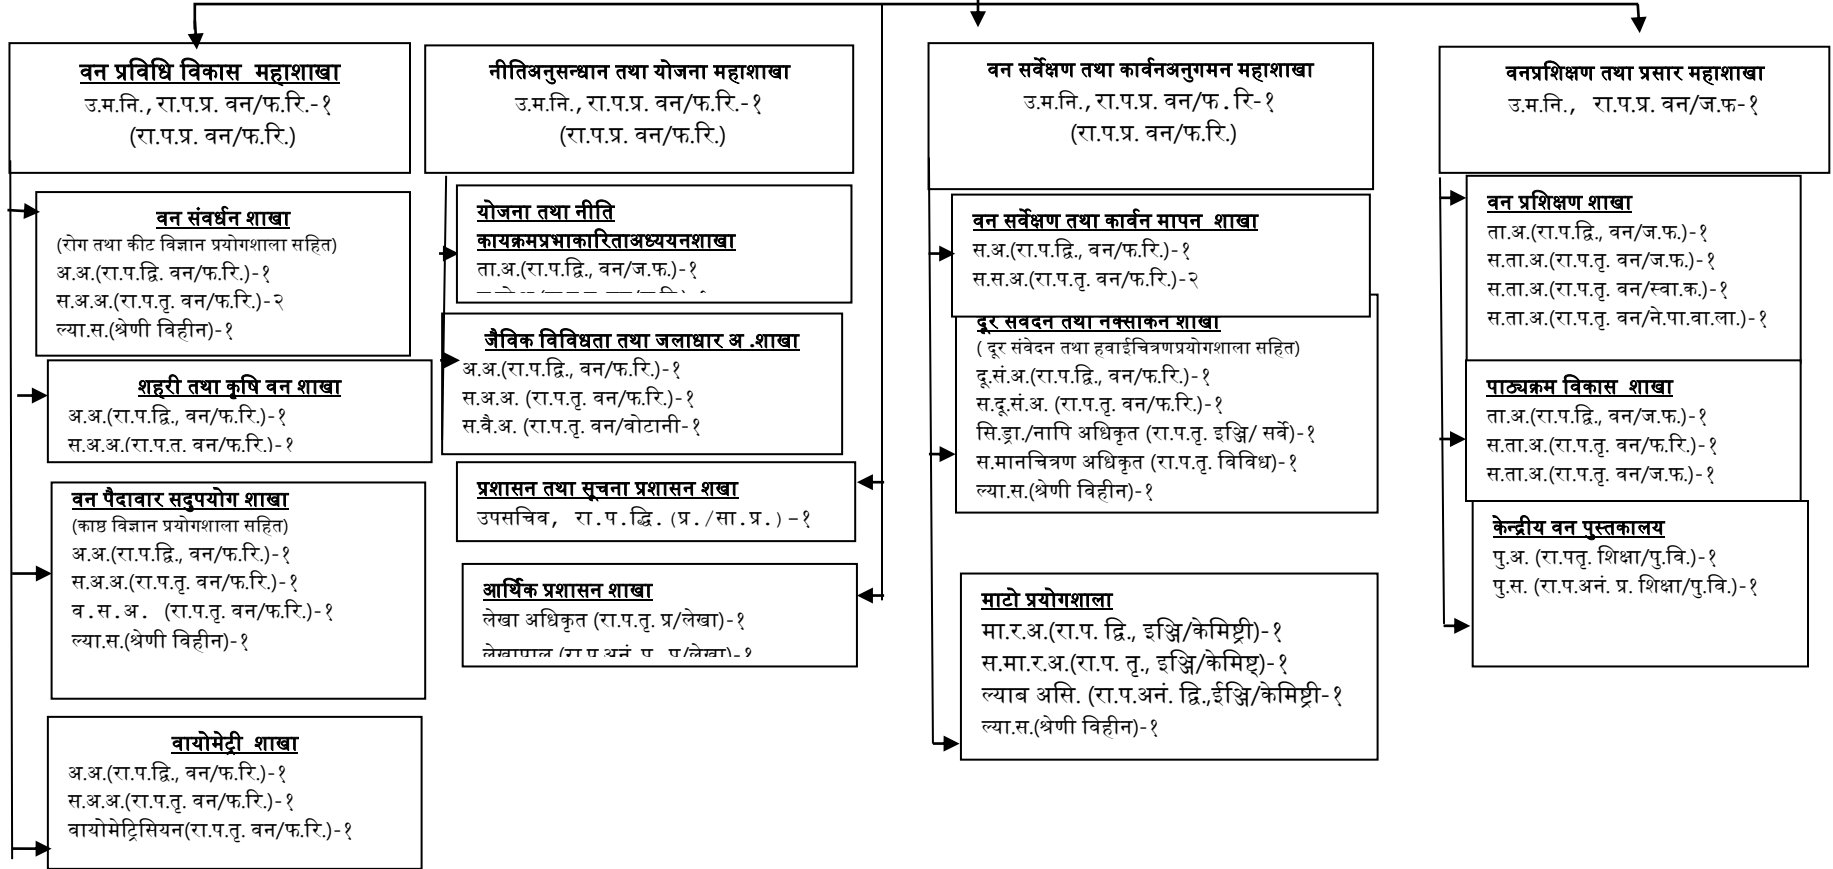 वन प्रविधि विकास महाशाखा
उ.म.नि., रा.प.प्र. वन/फ.रि.-१
(रा.प.प्र. वन/फ.रि.)
वन संवर्धन शाखा
(रोग तथा कीट विज्ञान प्रयोगशाला सहित)
अ.अ.(रा.प.द्वि. वन/फ.रि.)-१
स.अ.अ.(रा.प.तृ. वन/फ.रि.)-२
ल्या.स.(श्रेणी विहीन)-१
शहरी तथा कृषि वन शाखा
अ.अ.(रा.प.द्वि., वन/फ.रि.)-१
स.अ.अ.(रा.प.तृ. वन/फ.रि.)-१
वन पैदावार सदुपयोग शाखा
(काष्ठ विज्ञान प्रयोगशाला सहित)
अ.अ.(रा.प.द्वि., वन/फ.रि.)-१
स.अ.अ.(रा.प.तृ. वन/फ.रि.)-१
व.स.अ. (रा.प.तृ. वन/फ.रि.)-१
ल्या.स.(श्रेणी विहीन)-१
वायोमेट्री शाखा
अ.अ.(रा.प.द्वि., वन/फ.रि.)-१
स.अ.अ.(रा.प.तृ. वन/फ.रि.)-१
वायोमेट्रिसियन(रा.प.तृ. वन/फ.रि.)-१
नीतिअनुसन्धान तथा योजना महाशाखा
उ.म.नि., रा.प.प्र. वन/फ.रि.-१
(रा.प.प्र. वन/फ.रि.)
योजना तथा नीति
कायक्रमप्रभाकारिताअध्ययनशाखा
ता.अ.(रा.प.द्वि., वन/ज.फ.)-१
जैविक विविधता तथा जलाधार अ .शाखा
अ.अ.(रा.प.द्वि., वन/फ.रि.)-१
स.अ.अ. (रा.प.तृ. वन/फ.रि.)-१
स.वै.अ. (रा.प.तृ. वन/वोटानी-१
प्रशासन तथा सूचना प्रशासन शखा
उपसचिव, रा.प.द्धि.(प्र./सा.प्र.)–१
आर्थिक प्रशासन शाखा
लेखा अधिकृत (रा.प.तृ. प्र/लेखा)-१
लेखापाल (रा.प.अनं. प्र. प्र/लेखा)-१
वन सर्वेक्षण तथा कार्वनअनुगमन महाशाखा
उ.म.नि., रा.प.प्र. वन/फ.रि-१
(रा.प.प्र. वन/फ.रि.)
वन सर्वेक्षण तथा कार्वन मापन शाखा
स.अ.(रा.प.द्वि., वन/फ.रि.)-१
स.स.अ.(रा.प.तृ. वन/फ.रि.)-२
दूर संवेदन तथा नक्सांकन शाखा
( दूर संवेदन तथा हवाईचित्रणप्रयोगशाला सहित)
दू.सं.अ.(रा.प.द्वि., वन/फ.रि.)-१
स.दू.सं.अ. (रा.प.तृ. वन/फ.रि.)-१
सि.ड्रा./नापि अधिकृत (रा.प.तृ. इञ्जि/ सर्वे)-१
स.मानचित्रण अधिकृत (रा.प.तृ. विविध)-१
ल्या.स.(श्रेणी विहीन)-१
माटो प्रयोगशाला
मा.र.अ.(रा.प. द्वि., इञ्जि/केमिष्ट्री)-१
स.मा.र.अ.(रा.प. तृ., इञ्जि/केमिष्ट्)-१
ल्याब असि. (रा.प.अनं. द्वि.,ईञ्जि/केमिष्ट्री-१
ल्या.स.(श्रेणी विहीन)-१
वनप्रशिक्षण तथा प्रसार महाशाखा
उ.म.नि., रा.प.प्र. वन/ज.फ-१
वन प्रशिक्षण शाखा
ता.अ.(रा.प.द्वि., वन/ज.फ.)-१
स.ता.अ.(रा.प.तृ. वन/ज.फ.)-१
स.ता.अ.(रा.प.तृ. वन/स्वा.क.)-१
स.ता.अ.(रा.प.तृ. वन/ने.पा.वा.ला.)-१
पाठ्यक्रम विकास शाखा
ता.अ.(रा.प.द्वि., वन/ज.फ.)-१
स.ता.अ.(रा.प.तृ. वन/फ.रि.)-१
स.ता.अ.(रा.प.तृ. वन/ज.फ.)-१
केन्द्रीय वन पुस्तकालय
पु.अ. (रा.पतृ. शिक्षा/पु.वि.)-१
पु.स. (रा.प.अनं. प्र. शिक्षा/पु.वि.)-१